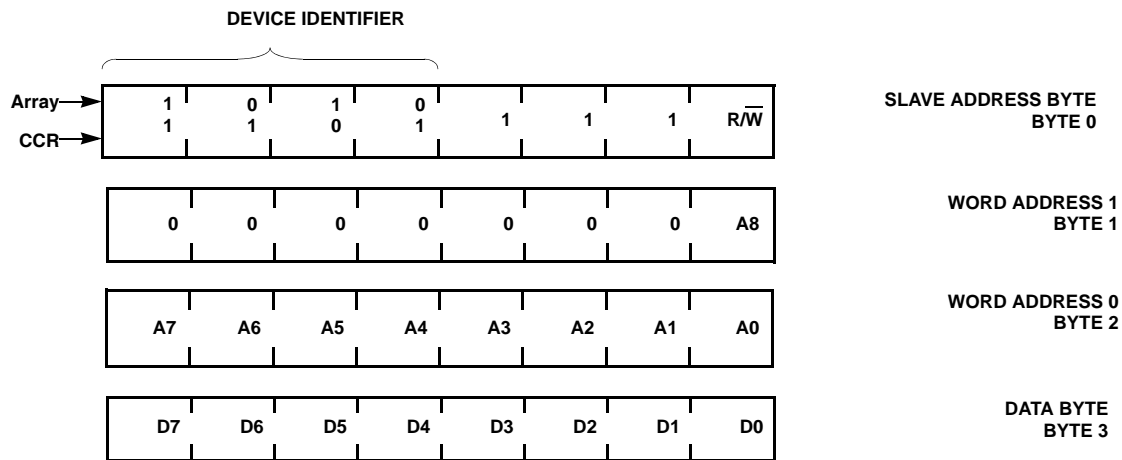 DEVICE IDENTIFIER
Array
CCR
1 0 1 0
1 1 0 1
1 1 1 R/W̅
SLAVE ADDRESS BYTE
BYTE 0
0 0 0 0 0 0 0 A8
WORD ADDRESS 1
BYTE 1
A7 A6 A5 A4 A3 A2 A1 A0
WORD ADDRESS 0
BYTE 2
D7 D6 D5 D4 D3 D2 D1 D0
DATA BYTE
BYTE 3